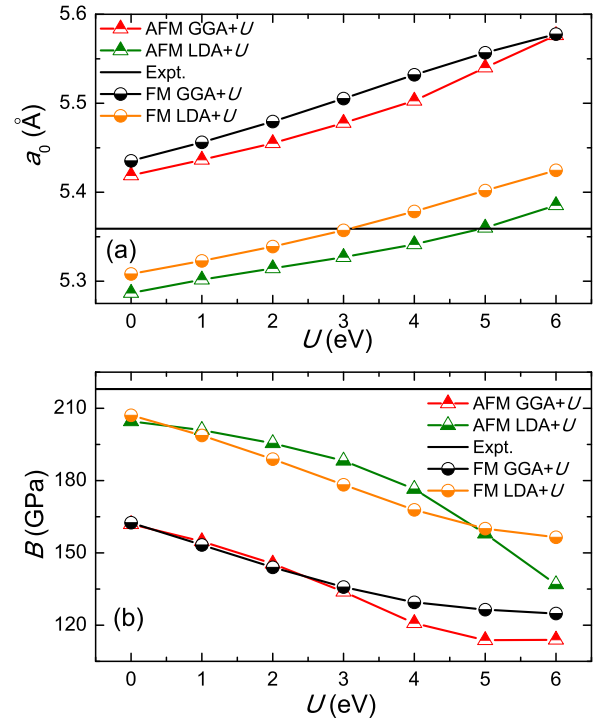 5.6
5.5
5.4
5.3
a0 (Å)
AFM GGA+U
AFM LDA+U
Expt.
FM GGA+U
FM LDA+U
(a)
0 1 2 3 4 5 6
U (eV)
210
180
150
120
B (GPa)
AFM GGA+U
AFM LDA+U
Expt.
FM GGA+U
FM LDA+U
(b)
0 1 2 3 4 5 6
U (eV)